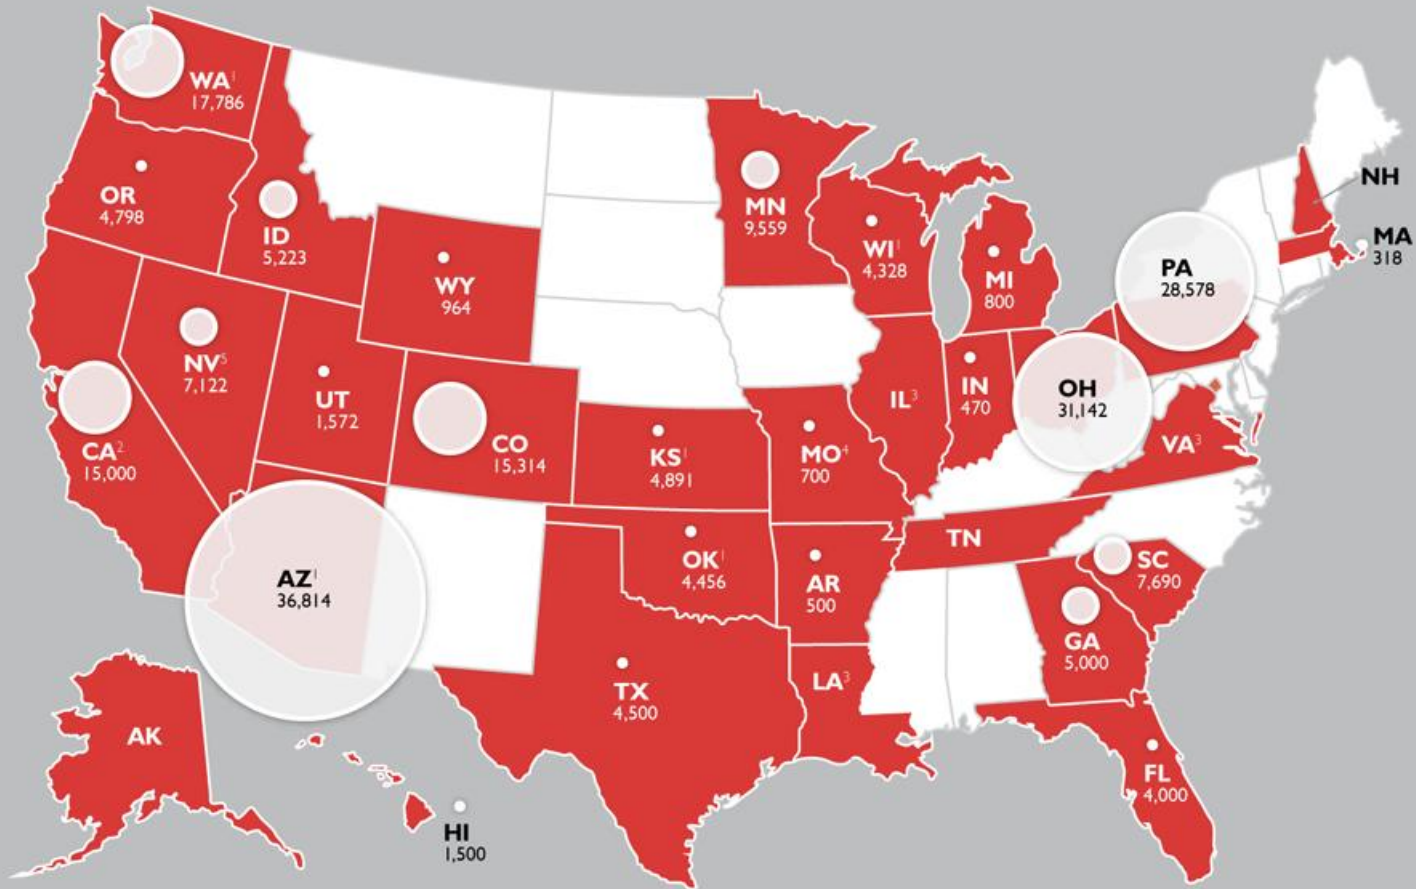 WA¹
17,786
OR
4,798
ID
5,223
MN
9,559
NH
MA
318
WI¹
4,328
MI
800
PA
28,578
WY
964
NV⁵
7,122
UT
1,572
CO
15,314
CA²
15,000
KS¹
4,891
MO⁴
700
IL³
IN
470
OH
31,142
VA³
AZ¹
36,814
OK¹
4,456
AR
500
TN
SC
7,690
GA
5,000
TX
4,500
LA³
FL
4,000
AK
HI
1,500